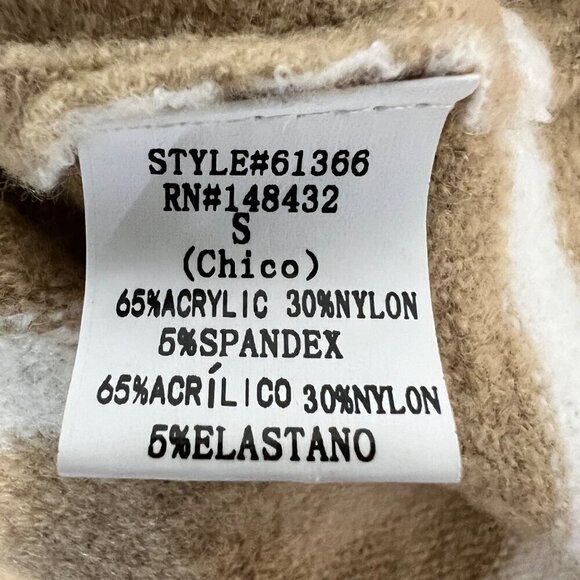 STYLE#61366
RN#148432
S
(Chico)
65%ACRYLIC 30%NYLON
5%SPANDEX
65%ACRÍLICO 30%NYLON
5%ELASTANO